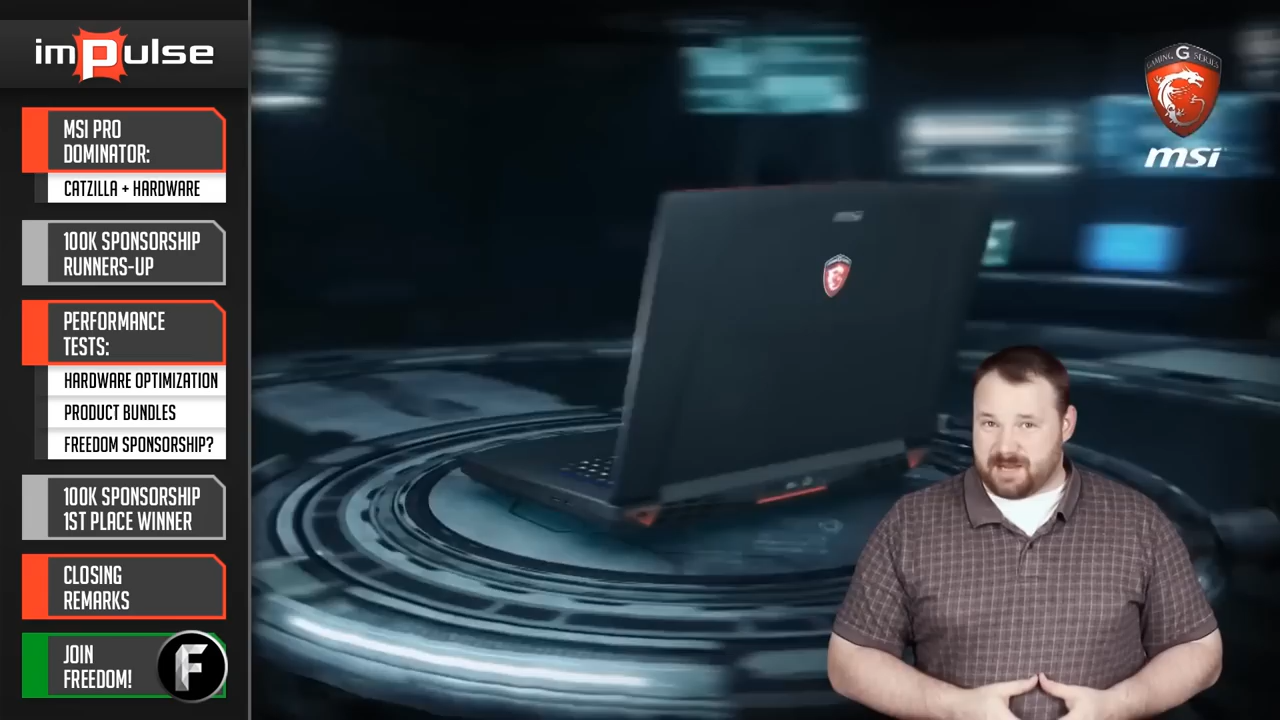 imPulse
MSI PRO
DOMINATOR:
CATZILLA + HARDWARE
100K SPONSORSHIP
RUNNERS-UP
PERFORMANCE
TESTS:
HARDWARE OPTIMIZATION
PRODUCT BUNDLES
FREEDOM SPONSORSHIP?
100K SPONSORSHIP
1ST PLACE WINNER
CLOSING
REMARKS
JOIN
FREEDOM!
F
GAMING G SERIES
msi
msi